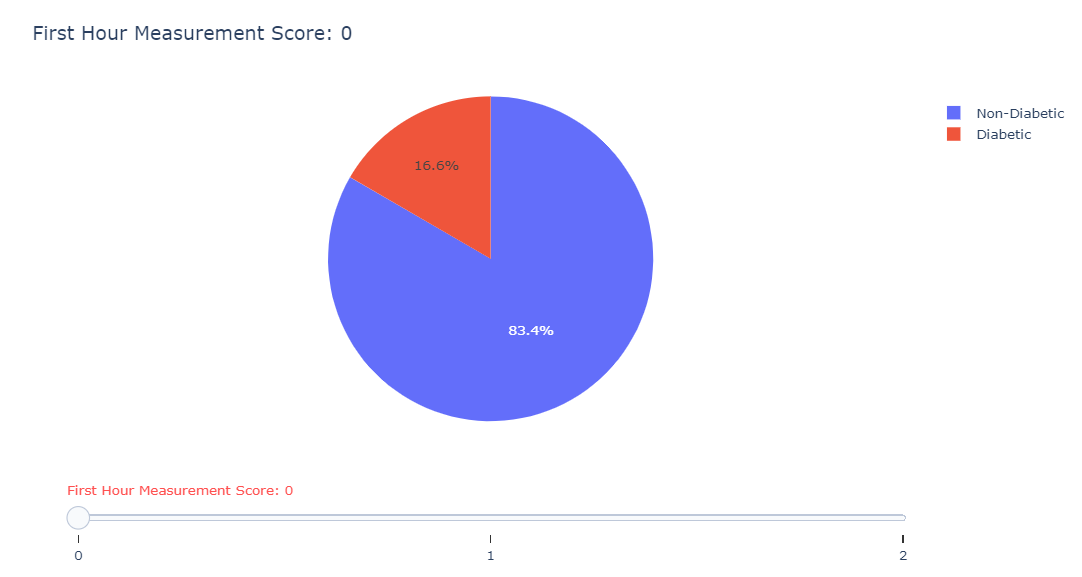 First Hour Measurement Score: 0
Non-Diabetic
Diabetic
16.6%
83.4%
First Hour Measurement Score: 0
0
1
2